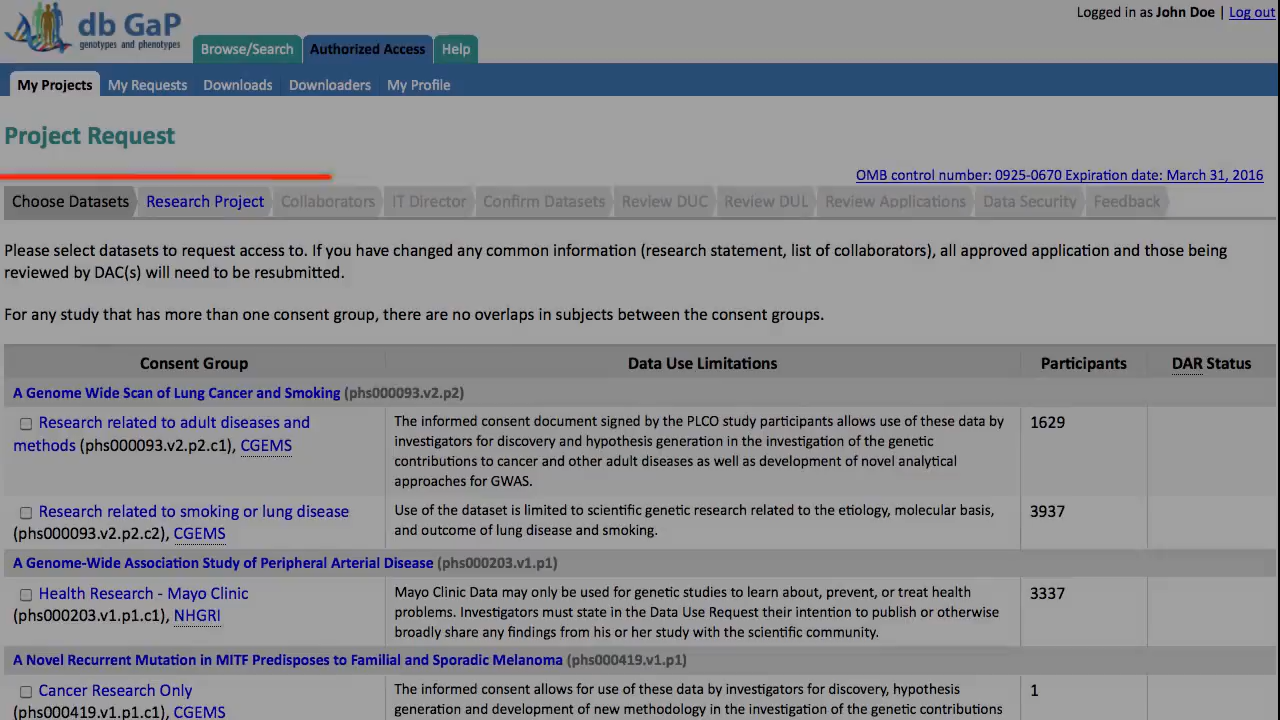 db GaP
genotypes and phenotypes
Logged in as John Doe | Log out
Browse/Search Authorized Access Help
My Projects My Requests Downloads Downloaders My Profile
Project Request
OMB control number: 0925-0670 Expiration date: March 31, 2016
Choose Datasets Research Project Collaborators IT Director Confirm Datasets Review DUC Review DUL Review Applications Data Security Feedback
Please select datasets to request access to. If you have changed any common information (research statement, list of collaborators), all approved application and those being
reviewed by DAC(s) will need to be resubmitted.
For any study that has more than one consent group, there are no overlaps in subjects between the consent groups.
Consent Group Data Use Limitations Participants DAR Status
A Genome Wide Scan of Lung Cancer and Smoking (phs000093.v2.p2)
Research related to adult diseases and
methods (phs000093.v2.p2.c1), CGEMS
The informed consent document signed by the PLCO study participants allows use of these data by
investigators for discovery and hypothesis generation in the investigation of the genetic
contributions to cancer and other adult diseases as well as development of novel analytical
approaches for GWAS.
1629
Research related to smoking or lung disease
(phs000093.v2.p2.c2), CGEMS
Use of the dataset is limited to scientific genetic research related to the etiology, molecular basis,
and outcome of lung disease and smoking.
3937
A Genome-Wide Association Study of Peripheral Arterial Disease (phs000203.v1.p1)
Health Research - Mayo Clinic
(phs000203.v1.p1.c1), NHGRI
Mayo Clinic Data may only be used for genetic studies to learn about, prevent, or treat health
problems. Investigators must state in the Data Use Request their intention to publish or otherwise
broadly share any findings from his or her study with the scientific community.
3337
A Novel Recurrent Mutation in MITF Predisposes to Familial and Sporadic Melanoma (phs000419.v1.p1)
Cancer Research Only
(phs000419.v1.p1.c1), CGEMS
The informed consent allows for use of these data by investigators for discovery, hypothesis
generation and development of new methodology in the investigation of the genetic contributions
1